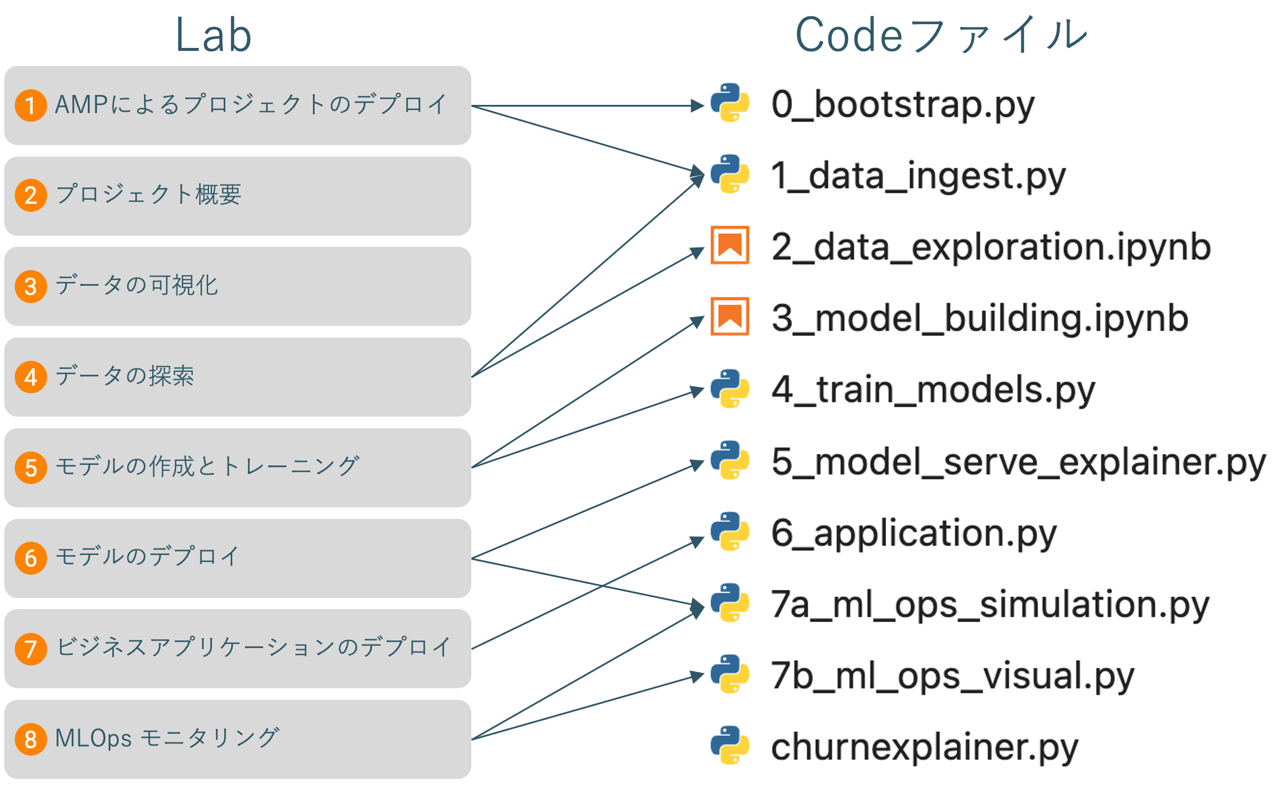 Lab
Codeファイル
1 AMPによるプロジェクトのデプロイ
2 プロジェクト概要
3 データの可視化
4 データの探索
5 モデルの作成とトレーニング
6 モデルのデプロイ
7 ビジネスアプリケーションのデプロイ
8 MLOps モニタリング
0_bootstrap.py
1_data_ingest.py
2_data_exploration.ipynb
3_model_building.ipynb
4_train_models.py
5_model_serve_explainer.py
6_application.py
7a_ml_ops_simulation.py
7b_ml_ops_visual.py
churnexplainer.py